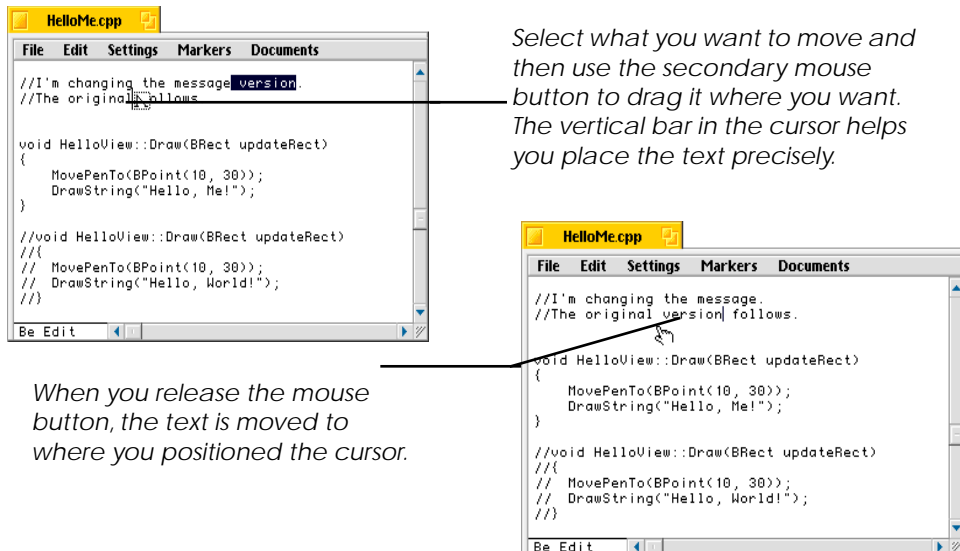 HelloMe.cpp
File Edit Settings Markers Documents
//I'm changing the message version.
//The original follows
void HelloView::Draw(BRect updateRect)
{
MovePenTo(BPoint(10, 30));
DrawString("Hello, Me!");
}
//void HelloView::Draw(BRect updateRect)
//{
// MovePenTo(BPoint(10, 30));
// DrawString("Hello, World!");
//}
Be Edit
Select what you want to move and
then use the secondary mouse
button to drag it where you want.
The vertical bar in the cursor helps
you place the text precisely.
When you release the mouse
button, the text is moved to
where you positioned the cursor.
HelloMe.cpp
File Edit Settings Markers Documents
//I'm changing the message.
//The original version follows.
void HelloView::Draw(BRect updateRect)
{
MovePenTo(BPoint(10, 30));
DrawString("Hello, Me!");
}
//void HelloView::Draw(BRect updateRect)
//{
// MovePenTo(BPoint(10, 30));
// DrawString("Hello, World!");
//}
Be Edit